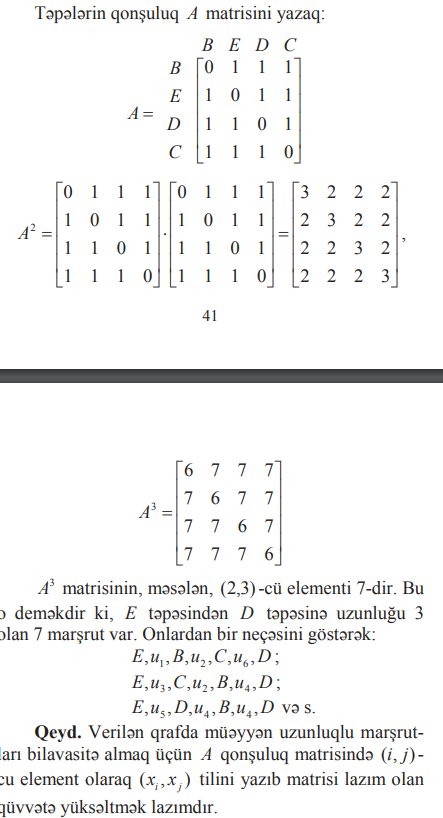 Təpələrin qonşuluq A matrisini yazaq:
B E D C
B [0 1 1 1]
E [1 0 1 1]
A =
D [1 1 0 1]
C [1 1 1 0]
A² = [0 1 1 1; 1 0 1 1; 1 1 0 1; 1 1 1 0] · [0 1 1 1; 1 0 1 1; 1 1 0 1; 1 1 1 0] = [3 2 2 2; 2 3 2 2; 2 2 3 2; 2 2 2 3],
41
A³ = [6 7 7 7; 7 6 7 7; 7 7 6 7; 7 7 7 6]
A³ matrisinin, məsələn, (2,3)-cü elementi 7-dir. Bu
o deməkdir ki, E təpəsindən D təpəsinə uzunluğu 3
olan 7 marşrut var. Onlardan bir neçəsini göstərək:
E,u₁,B,u₂,C,u₆,D;
E,u₃,C,u₂,B,u₄,D;
E,u₅,D,u₄,B,u₄,D və s.
Qeyd. Verilən qrafda müəyyən uzunluqlu marşrut-
ları bilavasitə almaq üçün A qonşuluq matrisində (i,j)-
cu element olaraq (xᵢ,xⱼ) tilini yazıb matrisi lazım olan
qüvvətə yüksəltmək lazımdır.